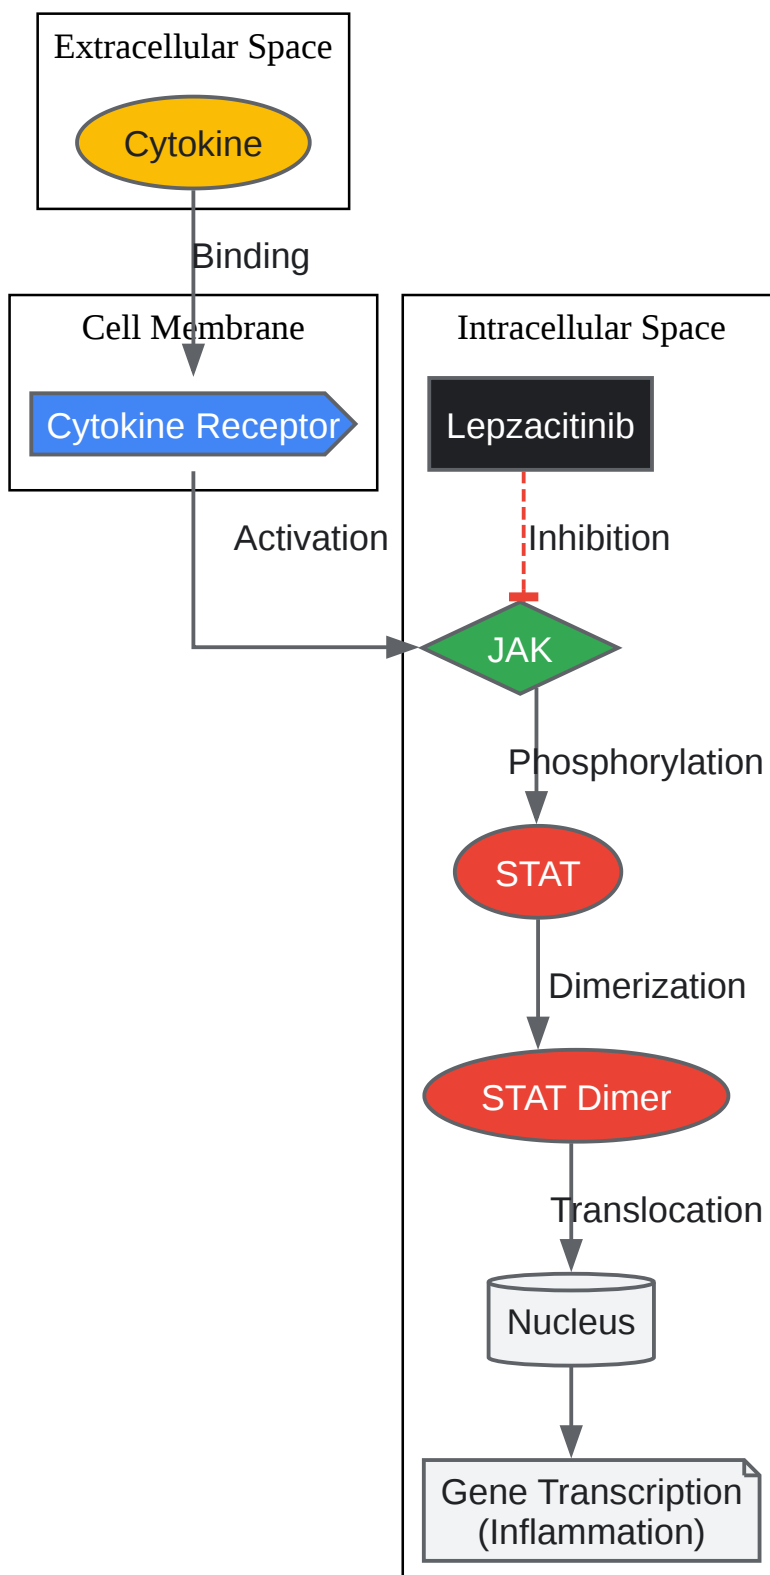 Extracellular Space
Cytokine
Binding
Cell Membrane
Cytokine Receptor
Activation
Intracellular Space
Lepzacitinib
Inhibition
JAK
Phosphorylation
STAT
Dimerization
STAT Dimer
Translocation
Nucleus
Gene Transcription
(Inflammation)